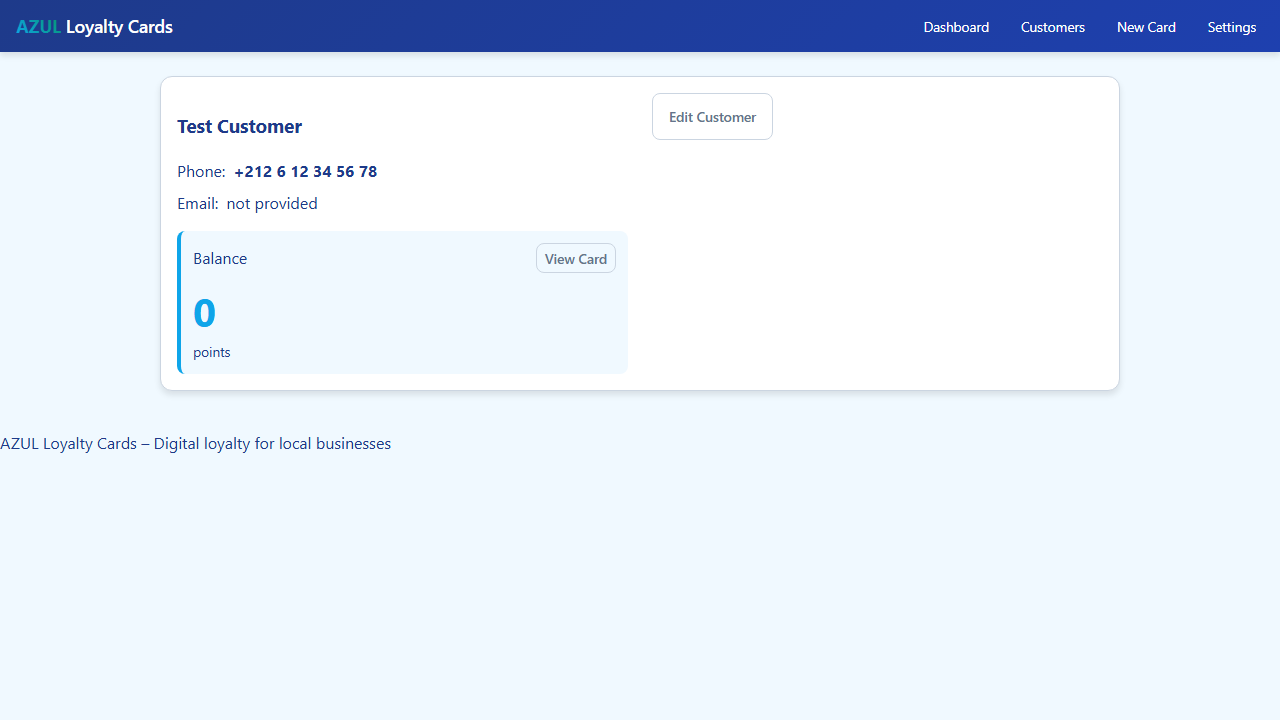 AZUL Loyalty Cards
Dashboard
Customers
New Card
Settings
Test Customer
Edit Customer
Phone: +212 6 12 34 56 78
Email: not provided
Balance
View Card
0
points
AZUL Loyalty Cards – Digital loyalty for local businesses